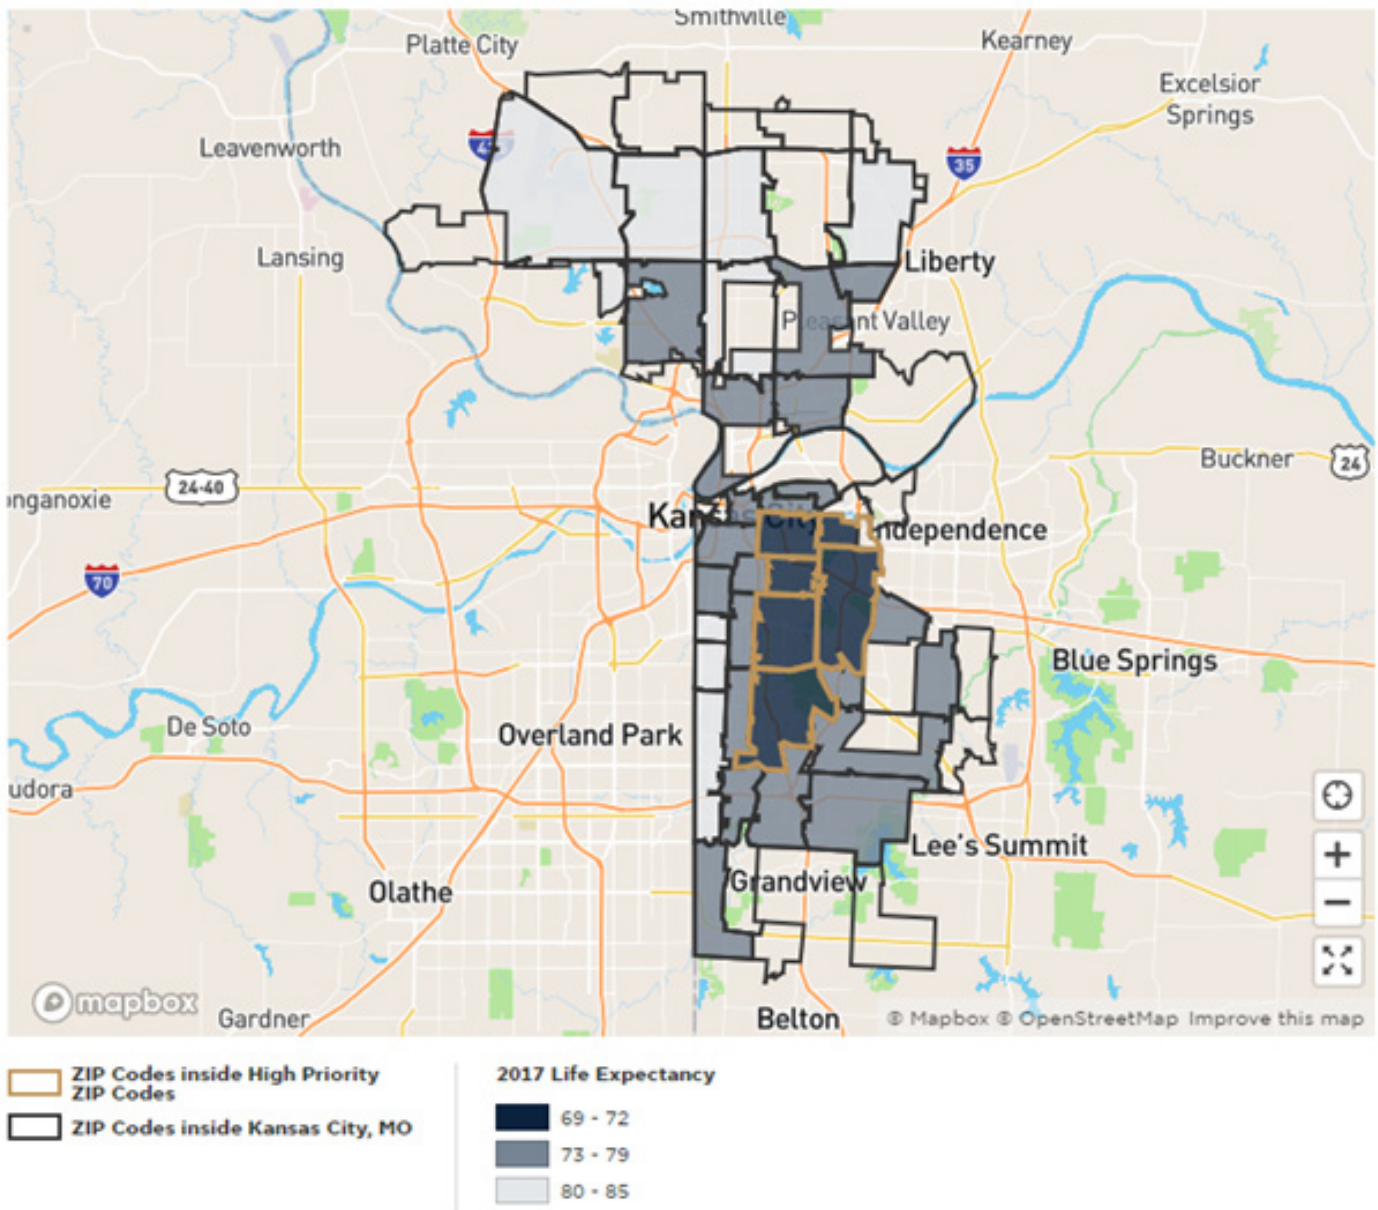 Smithville
Platte City
Kearney
Excelsior
Springs
Leavenworth
35
Lansing
Liberty
Pleasant Valley
Buckner
24
24-40
onganoxie
Kansas City
Independence
70
Blue Springs
De Soto
Overland Park
udora
Lee's Summit
Grandview
Olathe
mapbox
Gardner
Belton
© Mapbox © OpenStreetMap Improve this map
ZIP Codes inside High Priority
ZIP Codes
ZIP Codes inside Kansas City, MO
2017 Life Expectancy
69 - 72
73 - 79
80 - 85